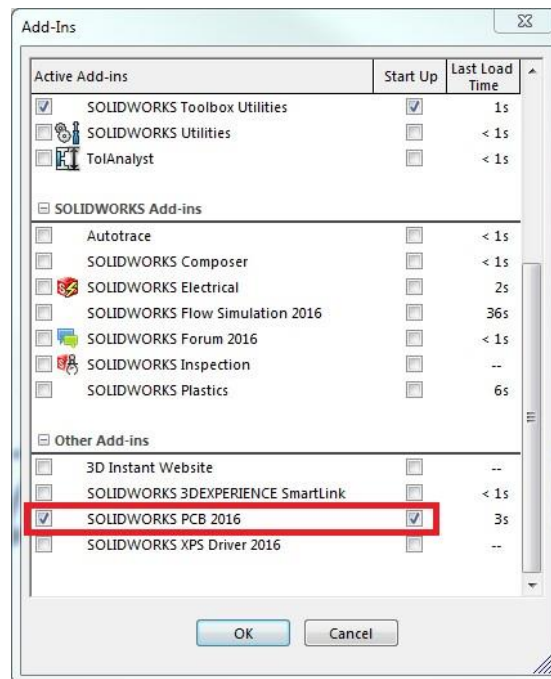 Add-Ins
Active Add-ins Start Up Last Load Time
SOLIDWORKS Toolbox Utilities 1s
SOLIDWORKS Utilities < 1s
TolAnalyst < 1s
SOLIDWORKS Add-ins
Autotrace < 1s
SOLIDWORKS Composer < 1s
SOLIDWORKS Electrical 2s
SOLIDWORKS Flow Simulation 2016 36s
SOLIDWORKS Forum 2016 < 1s
SOLIDWORKS Inspection --
SOLIDWORKS Plastics 6s
Other Add-ins
3D Instant Website --
SOLIDWORKS 3DEXPERIENCE SmartLink < 1s
SOLIDWORKS PCB 2016 3s
SOLIDWORKS XPS Driver 2016 --
OK Cancel